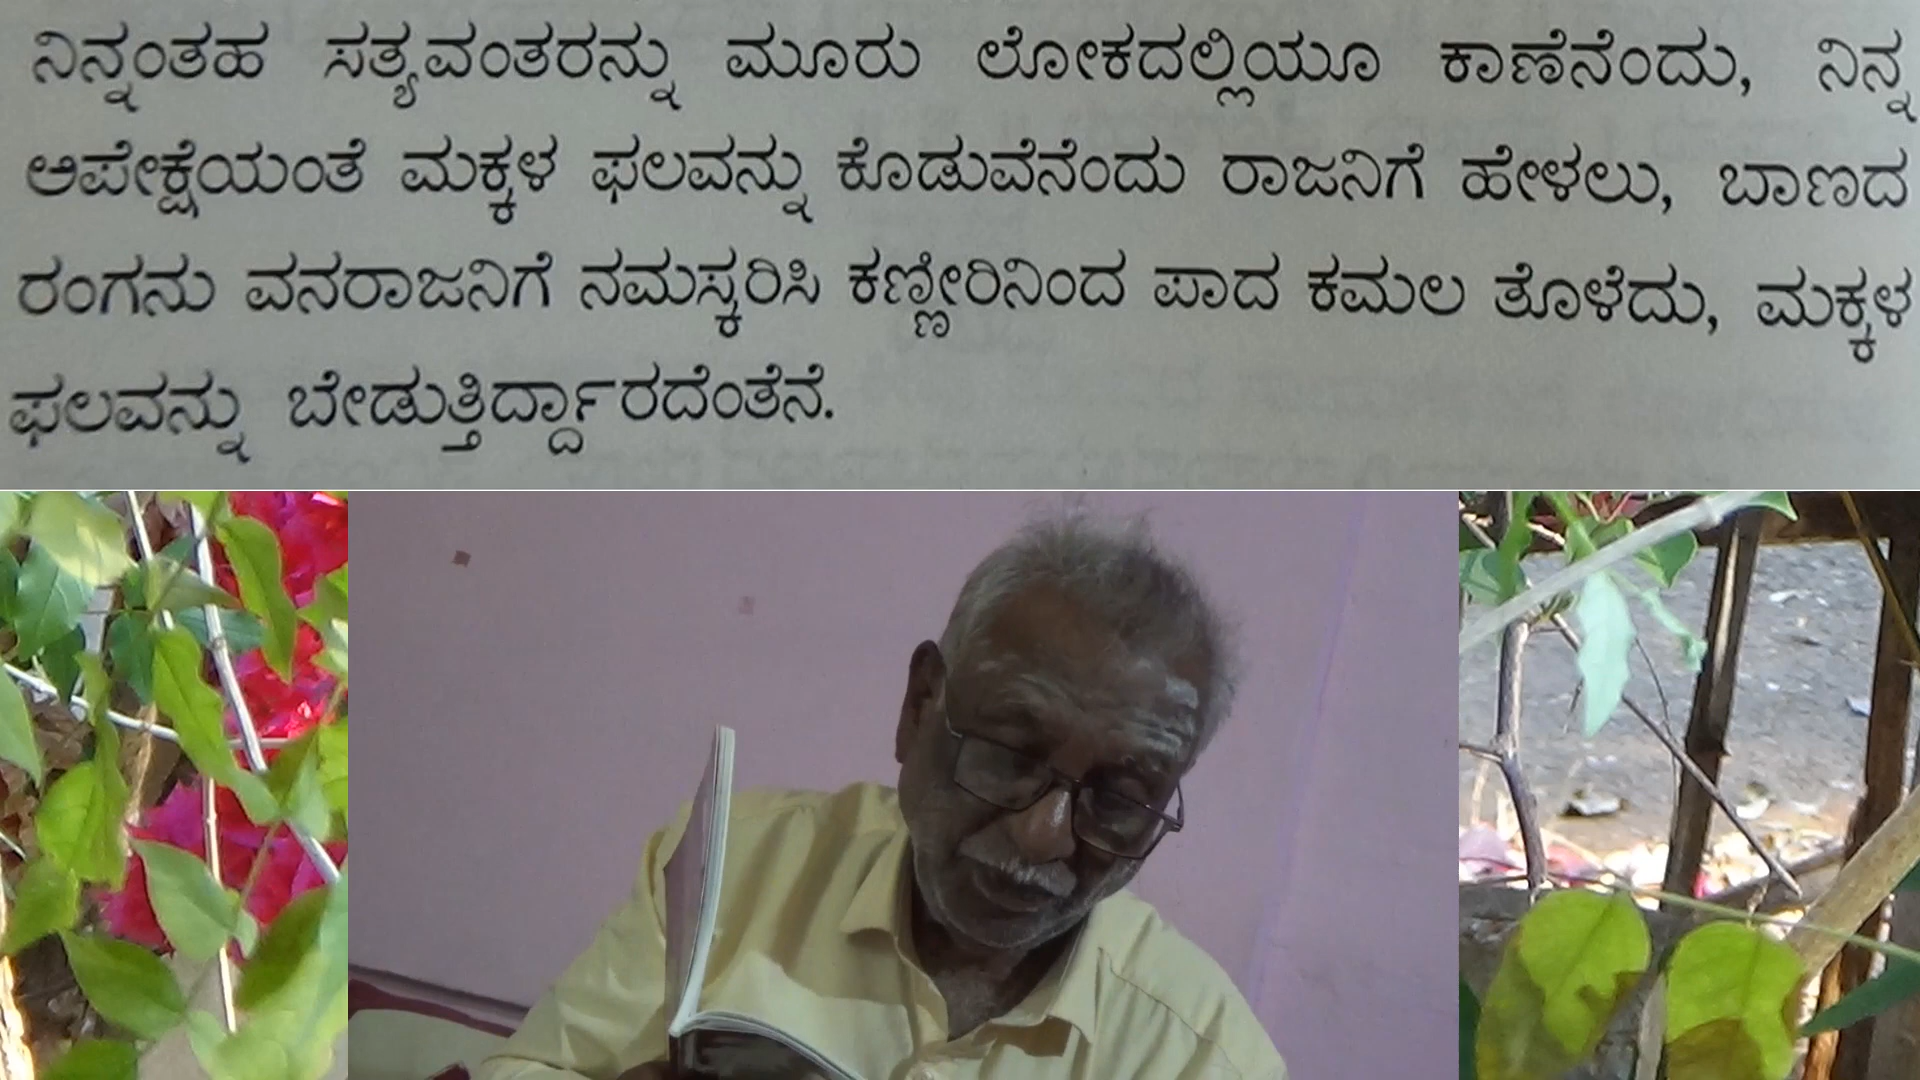 ನಿನ್ನಂತಹ ಸತ್ಯವಂತರನ್ನು ಮೂರು ಲೋಕದಲ್ಲಿಯೂ ಕಾಣೆನೆಂದು, ನಿನ್ನ
ಅಪೇಕ್ಷೆಯಂತೆ ಮಕ್ಕಳ ಫಲವನ್ನು ಕೊಡುವೆನೆಂದು ರಾಜನಿಗೆ ಹೇಳಲು, ಬಾಣದ
ರಂಗನು ವನರಾಜನಿಗೆ ನಮಸ್ಕರಿಸಿ ಕಣ್ಣೀರಿನಿಂದ ಪಾದ ಕಮಲ ತೊಳೆದು, ಮಕ್ಕಳ
ಫಲವನ್ನು ಬೇಡುತ್ತಿರ್ದ್ದಾರದೆಂತೆನೆ.